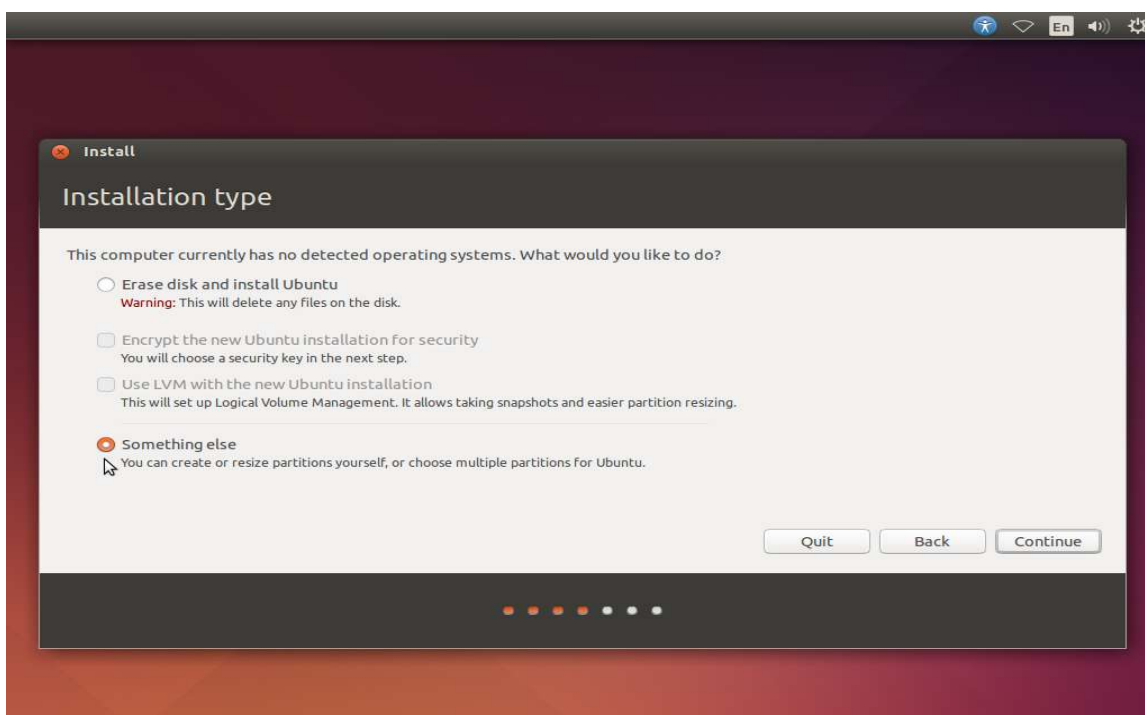 En
Install
Installation type
This computer currently has no detected operating systems. What would you like to do?
Erase disk and install Ubuntu
Warning: This will delete any files on the disk.
Encrypt the new Ubuntu installation for security
You will choose a security key in the next step.
Use LVM with the new Ubuntu installation
This will set up Logical Volume Management. It allows taking snapshots and easier partition resizing.
Something else
You can create or resize partitions yourself, or choose multiple partitions for Ubuntu.
Quit Back Continue